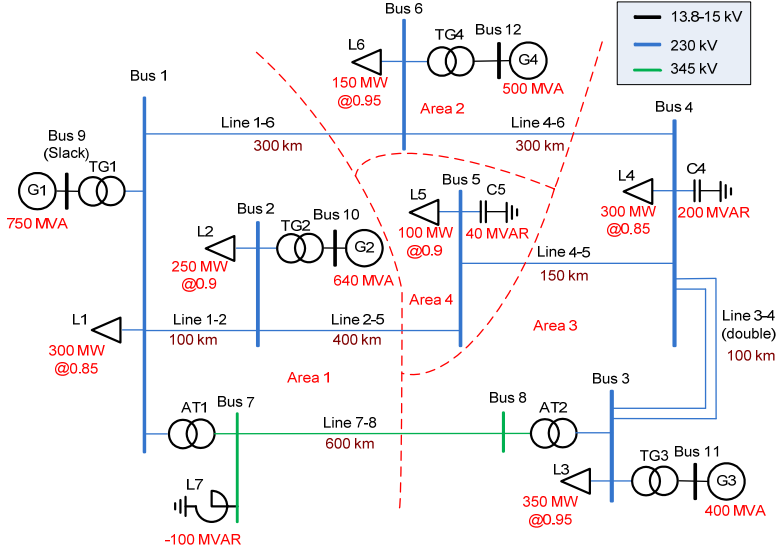 13.8-15 kV
230 kV
345 kV
Bus 6
L6
TG4
Bus 12
G4
150 MW
@0.95
500 MVA
Area 2
Bus 1
Line 1-6
300 km
Line 4-6
300 km
Bus 4
Bus 9
(Slack)
TG1
G1
750 MVA
L4
C4
300 MW
@0.85
200 MVAR
Bus 5
L5
C5
100 MW
@0.9
40 MVAR
L2
Bus 2
TG2
Bus 10
G2
250 MW
@0.9
640 MVA
Line 4-5
150 km
Area 4
Area 3
L1
300 MW
@0.85
Line 1-2
100 km
Line 2-5
400 km
Line 3-4
(double)
100 km
Area 1
AT1
Bus 7
Line 7-8
600 km
Bus 8
AT2
Bus 3
L7
-100 MVAR
L3
TG3
Bus 11
G3
350 MW
@0.95
400 MVA